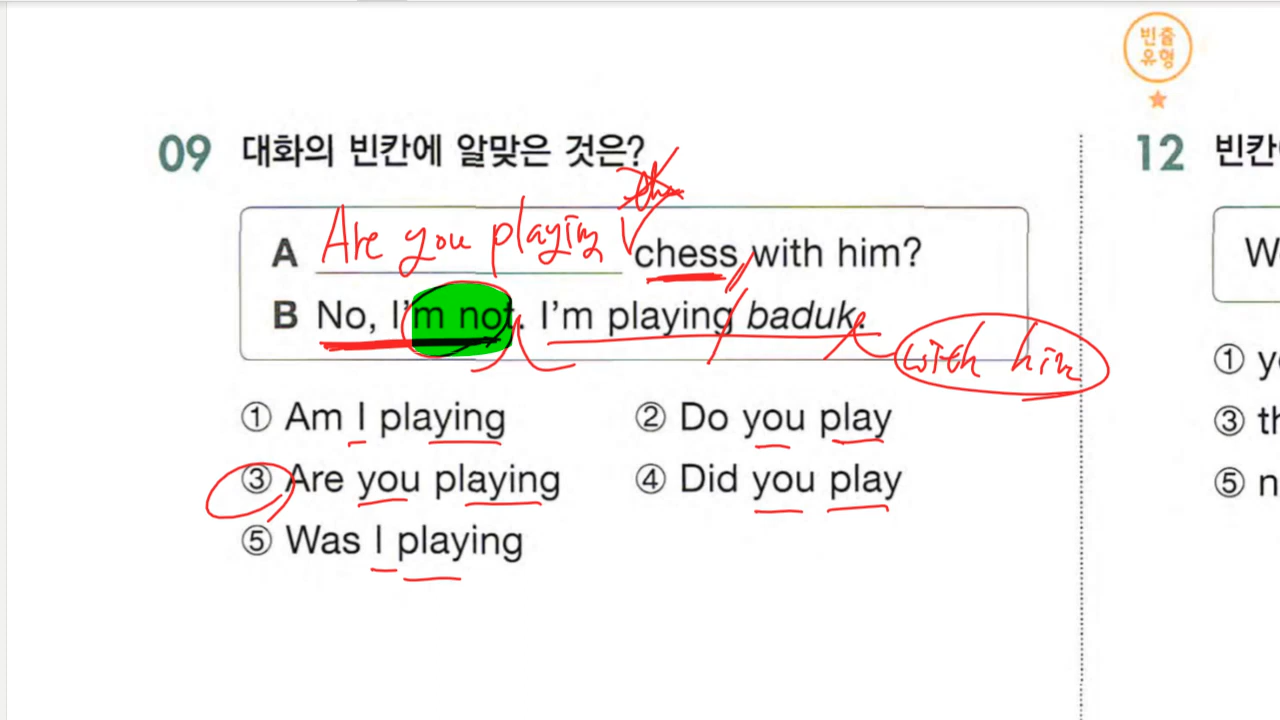 빈출
유형
09 대화의 빈칸에 알맞은 것은?
A Are you playing chess with him?
B No, I'm not. I'm playing baduk. with him
① Am I playing ② Do you play
③ Are you playing ④ Did you play
⑤ Was I playing
12 빈칸
W
① y
③ th
⑤ n